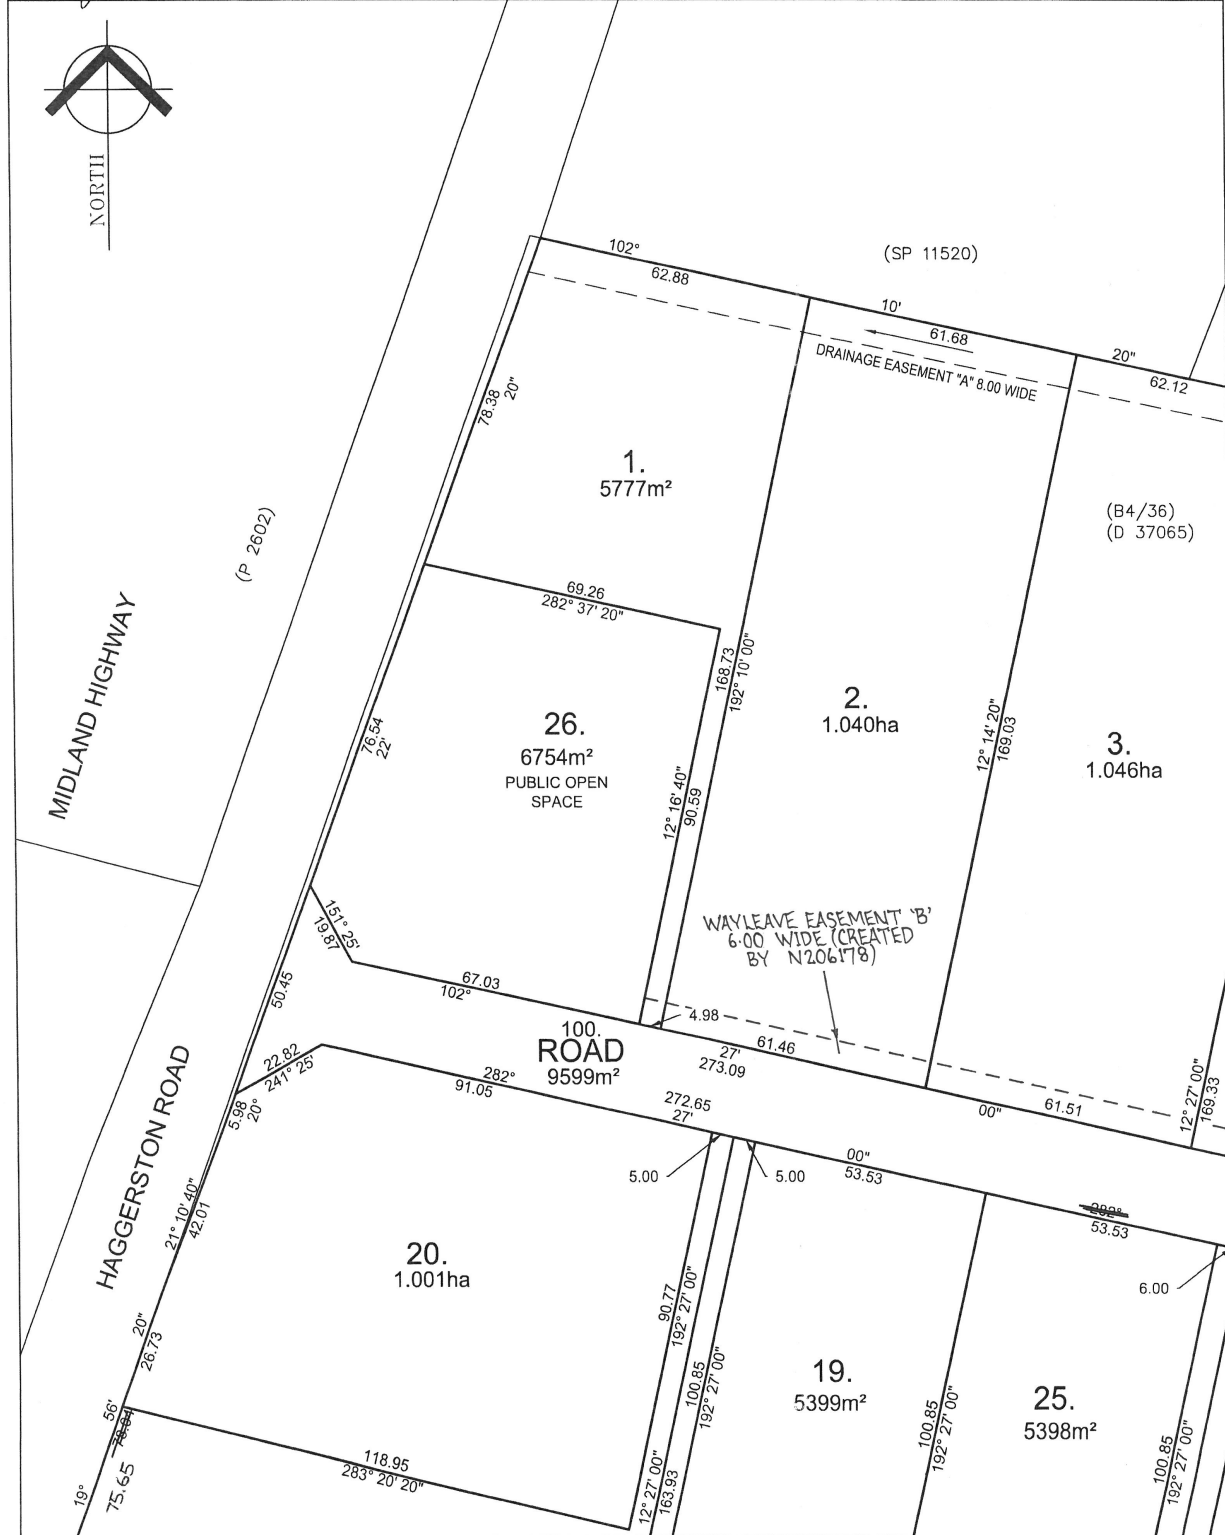 NORTH
(SP 11520)
102°
62.88
10'
61.68
20"
62.12
DRAINAGE EASEMENT "A" 8.00 WIDE
78.38
20"
1.
5777m²
(B4/36)
(D 37065)
(P 2602)
69.26
282° 37' 20"
MIDLAND HIGHWAY
168.73
192° 10' 00"
2.
1.040ha
12° 14' 20"
169.03
3.
1.046ha
76.54
22'
26.
6754m²
PUBLIC OPEN
SPACE
12° 16' 40"
90.59
151° 25'
19.87
WAYLEAVE EASEMENT 'B'
6.00 WIDE (CREATED
BY N206178)
67.03
102°
50.45
4.98
100.
ROAD
9599m²
27'
61.46
273.09
22.82
241° 25'
282°
91.05
272.65
27'
00"
61.51
12° 27' 00"
169.33
5.98
20°
HAGGERSTON ROAD
5.00
5.00
00"
53.53
282°
53.53
21° 10' 40"
42.01
20.
1.001ha
90.77
192° 27' 00"
6.00
20"
26.73
100.85
192° 27' 00"
19.
5399m²
100.85
192° 27' 00"
25.
5398m²
100.85
192° 27' 00"
56'
75.65
19°
118.95
283° 20' 20"
12° 27' 00"
163.93